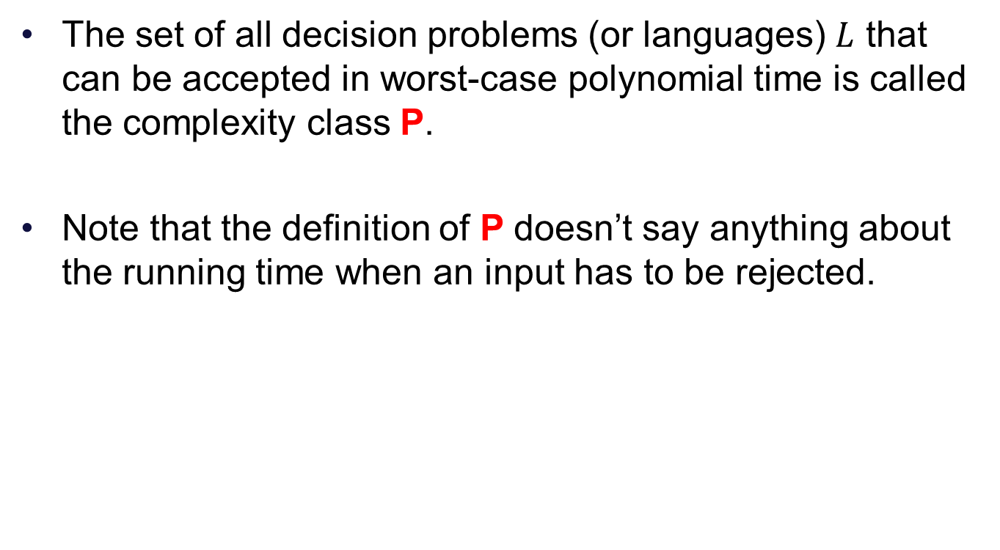 • The set of all decision problems (or languages) 𝐿 that
can be accepted in worst-case polynomial time is called
the complexity class P.
• Note that the definition of P doesn’t say anything about
the running time when an input has to be rejected.